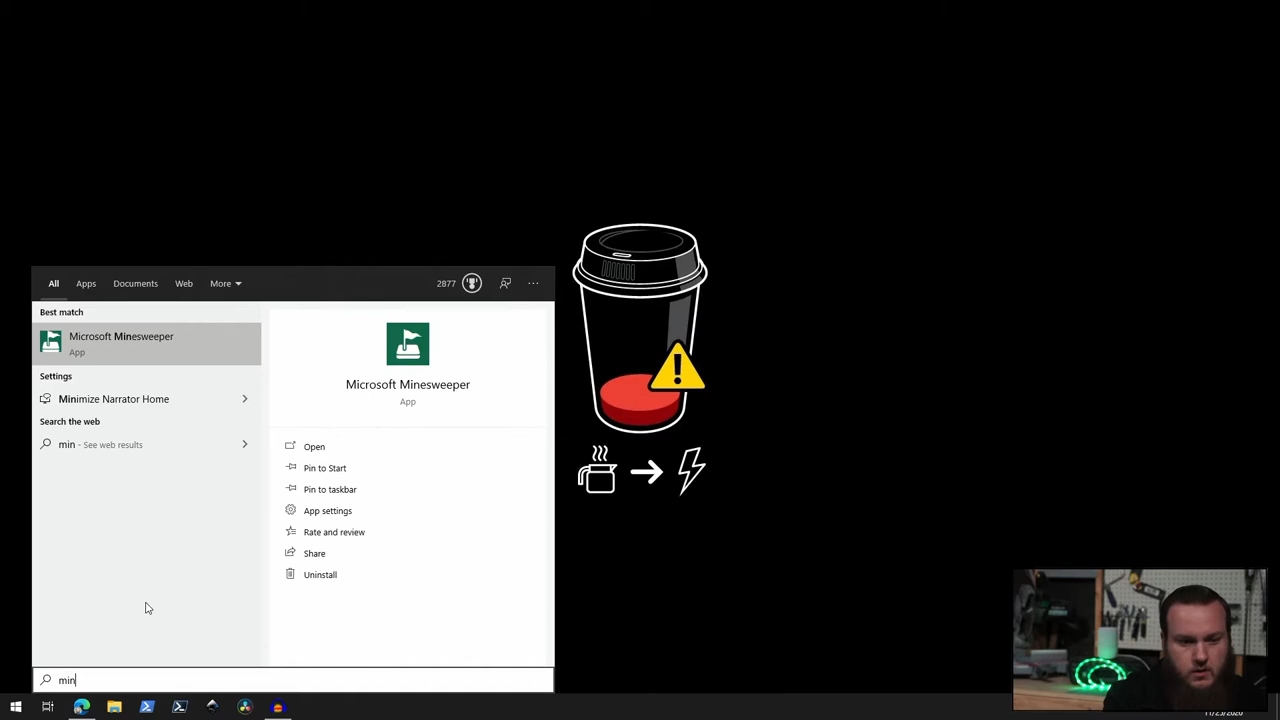 All Apps Documents Web More 2877 ...
Best match
Microsoft Minesweeper
App
Settings
Minimize Narrator Home
Search the web
min - See web results
Microsoft Minesweeper
App
Open
Pin to Start
Pin to taskbar
App settings
Rate and review
Share
Uninstall
min